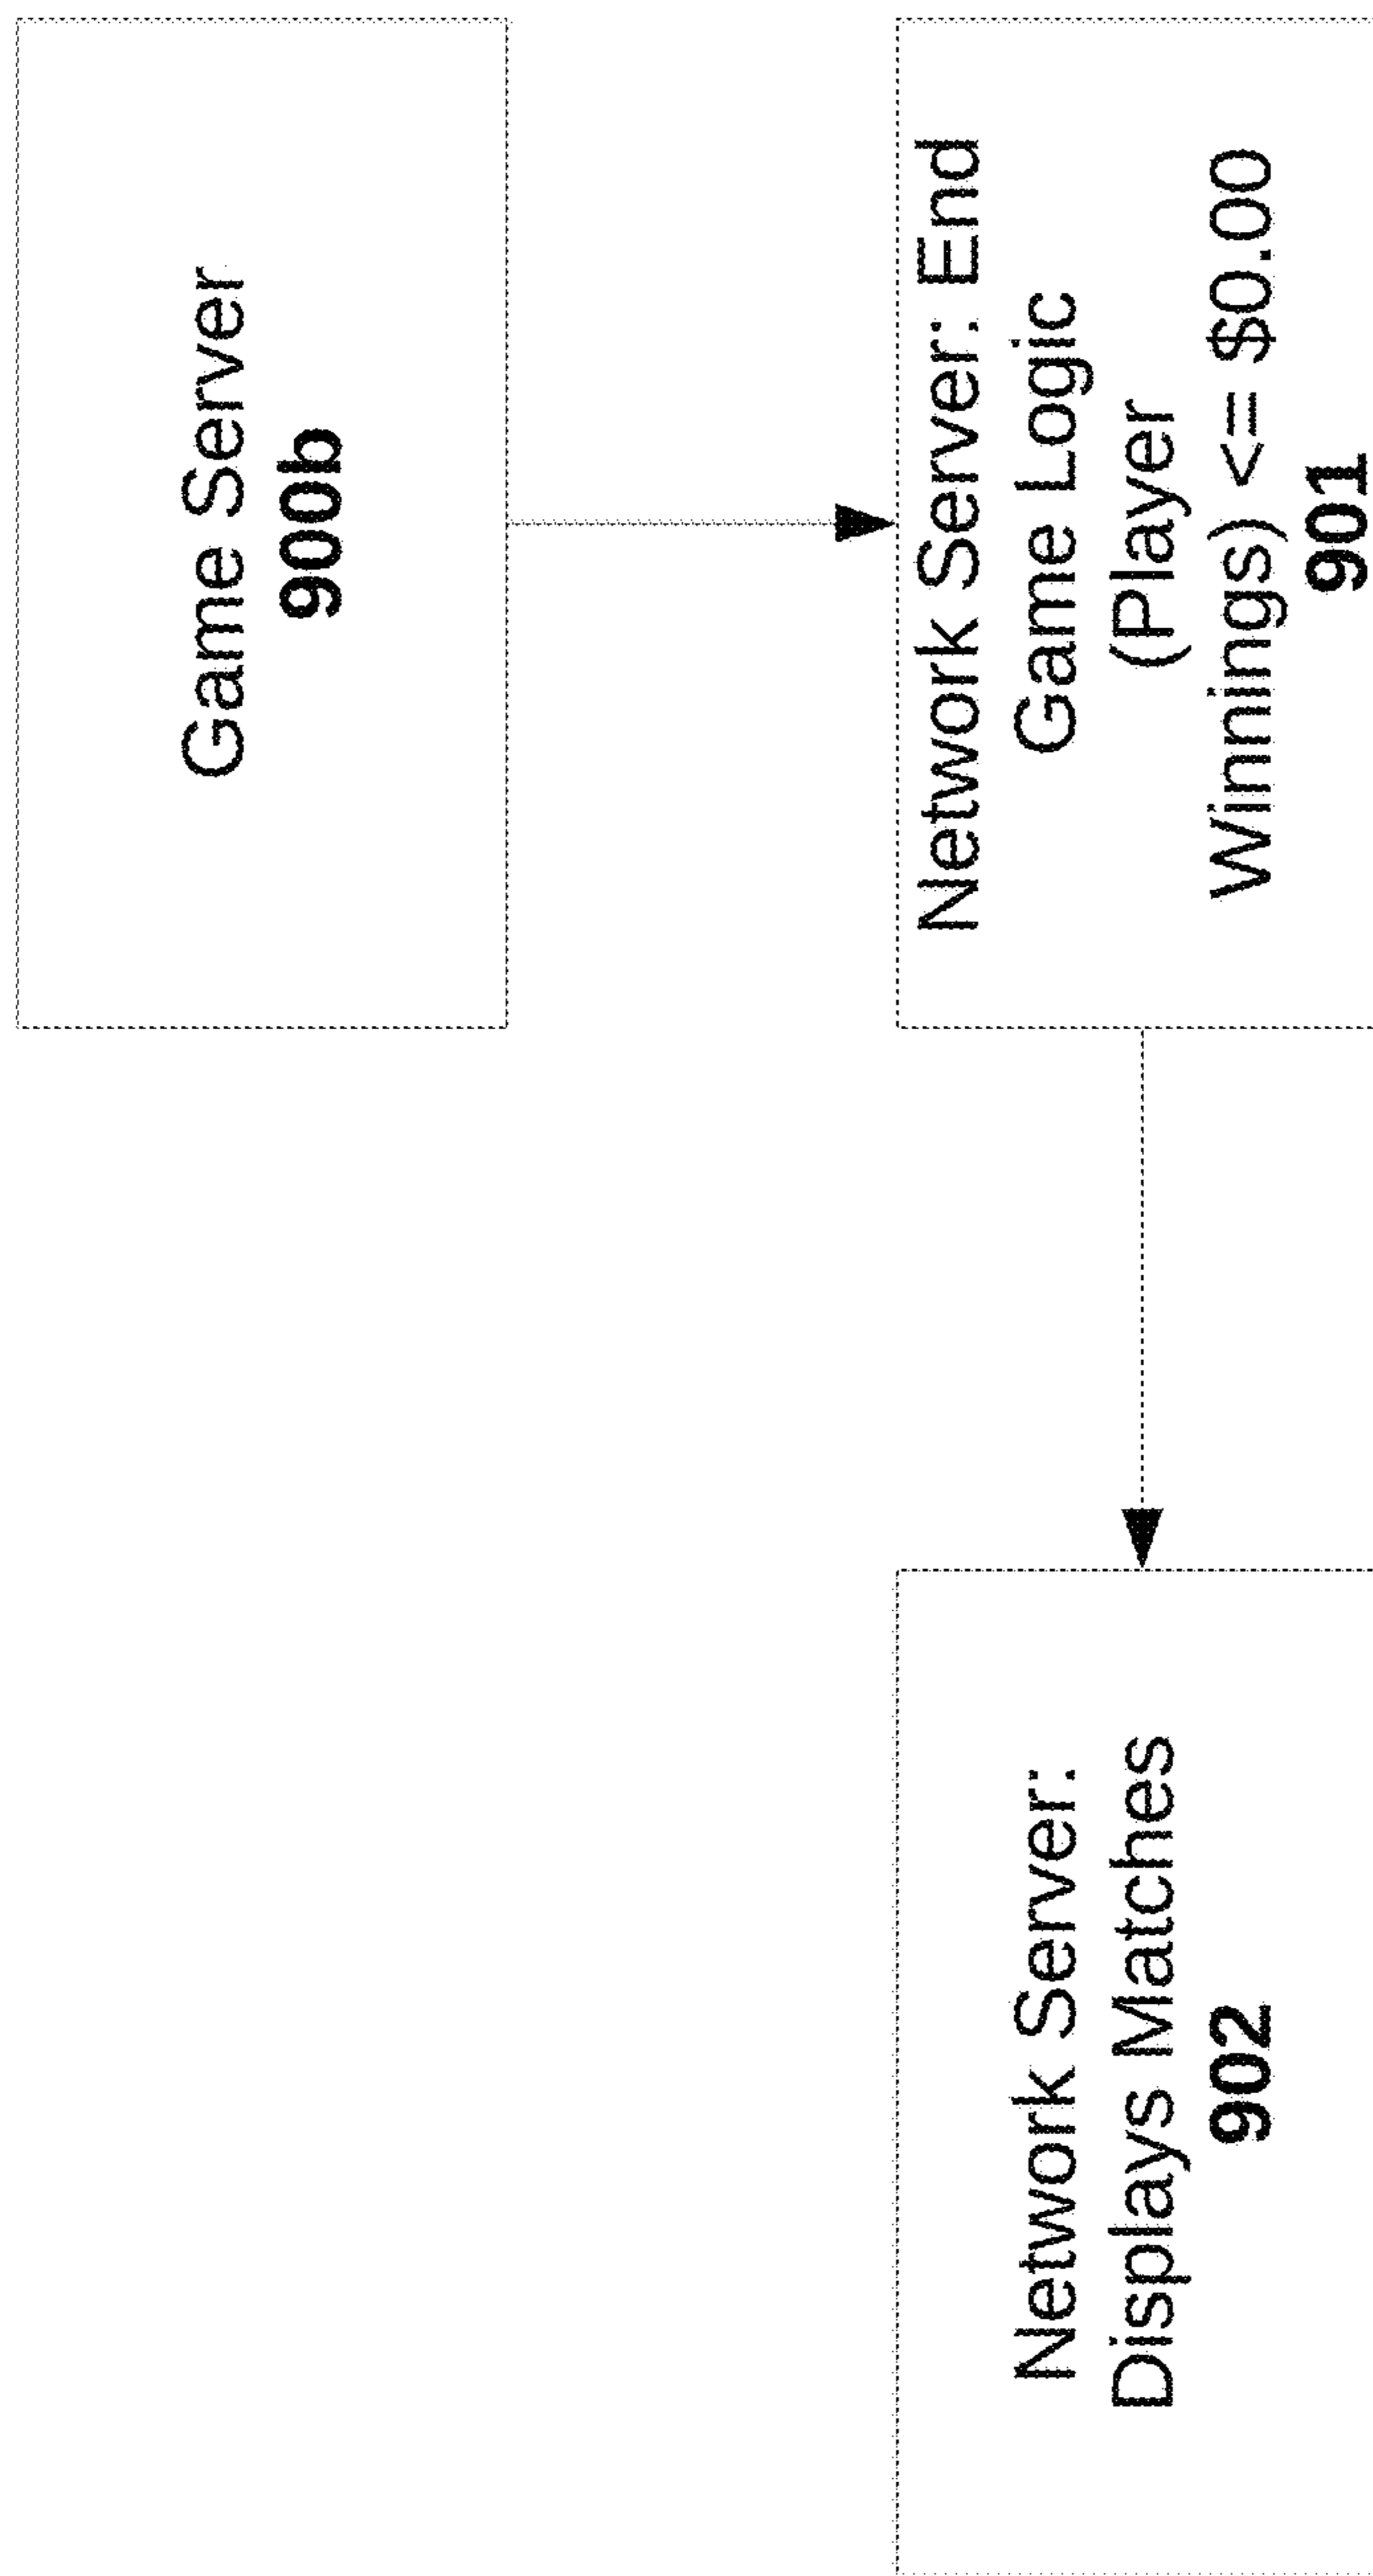 Game Server
900b
Network Server: End
Game Logic
(Player
Winnings) <= $0.00
901
Network Server:
Displays Matches
902